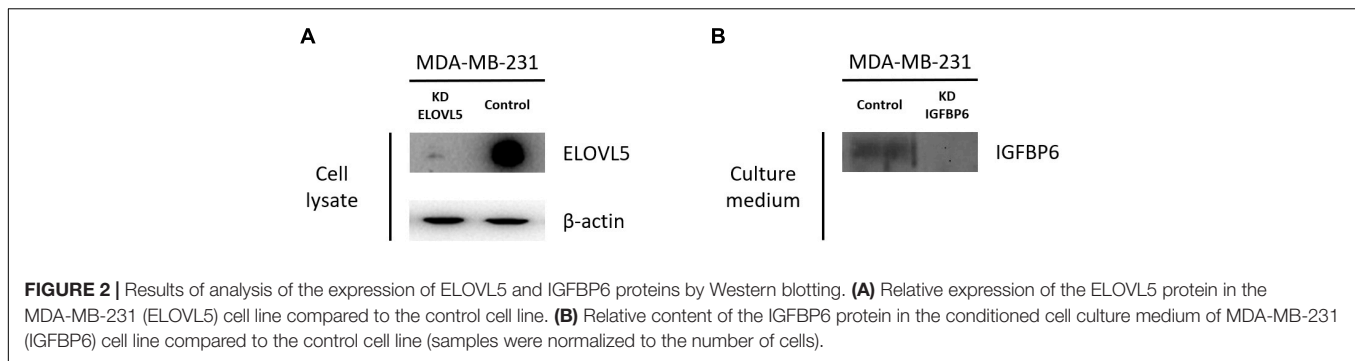 A
MDA-MB-231
KD
ELOVL5
Control
Cell
lysate
ELOVL5
β-actin
B
MDA-MB-231
Control
KD
IGFBP6
Culture
medium
IGFBP6
FIGURE 2 | Results of analysis of the expression of ELOVL5 and IGFBP6 proteins by Western blotting. (A) Relative expression of the ELOVL5 protein in the
MDA-MB-231 (ELOVL5) cell line compared to the control cell line. (B) Relative content of the IGFBP6 protein in the conditioned cell culture medium of MDA-MB-231
(IGFBP6) cell line compared to the control cell line (samples were normalized to the number of cells).